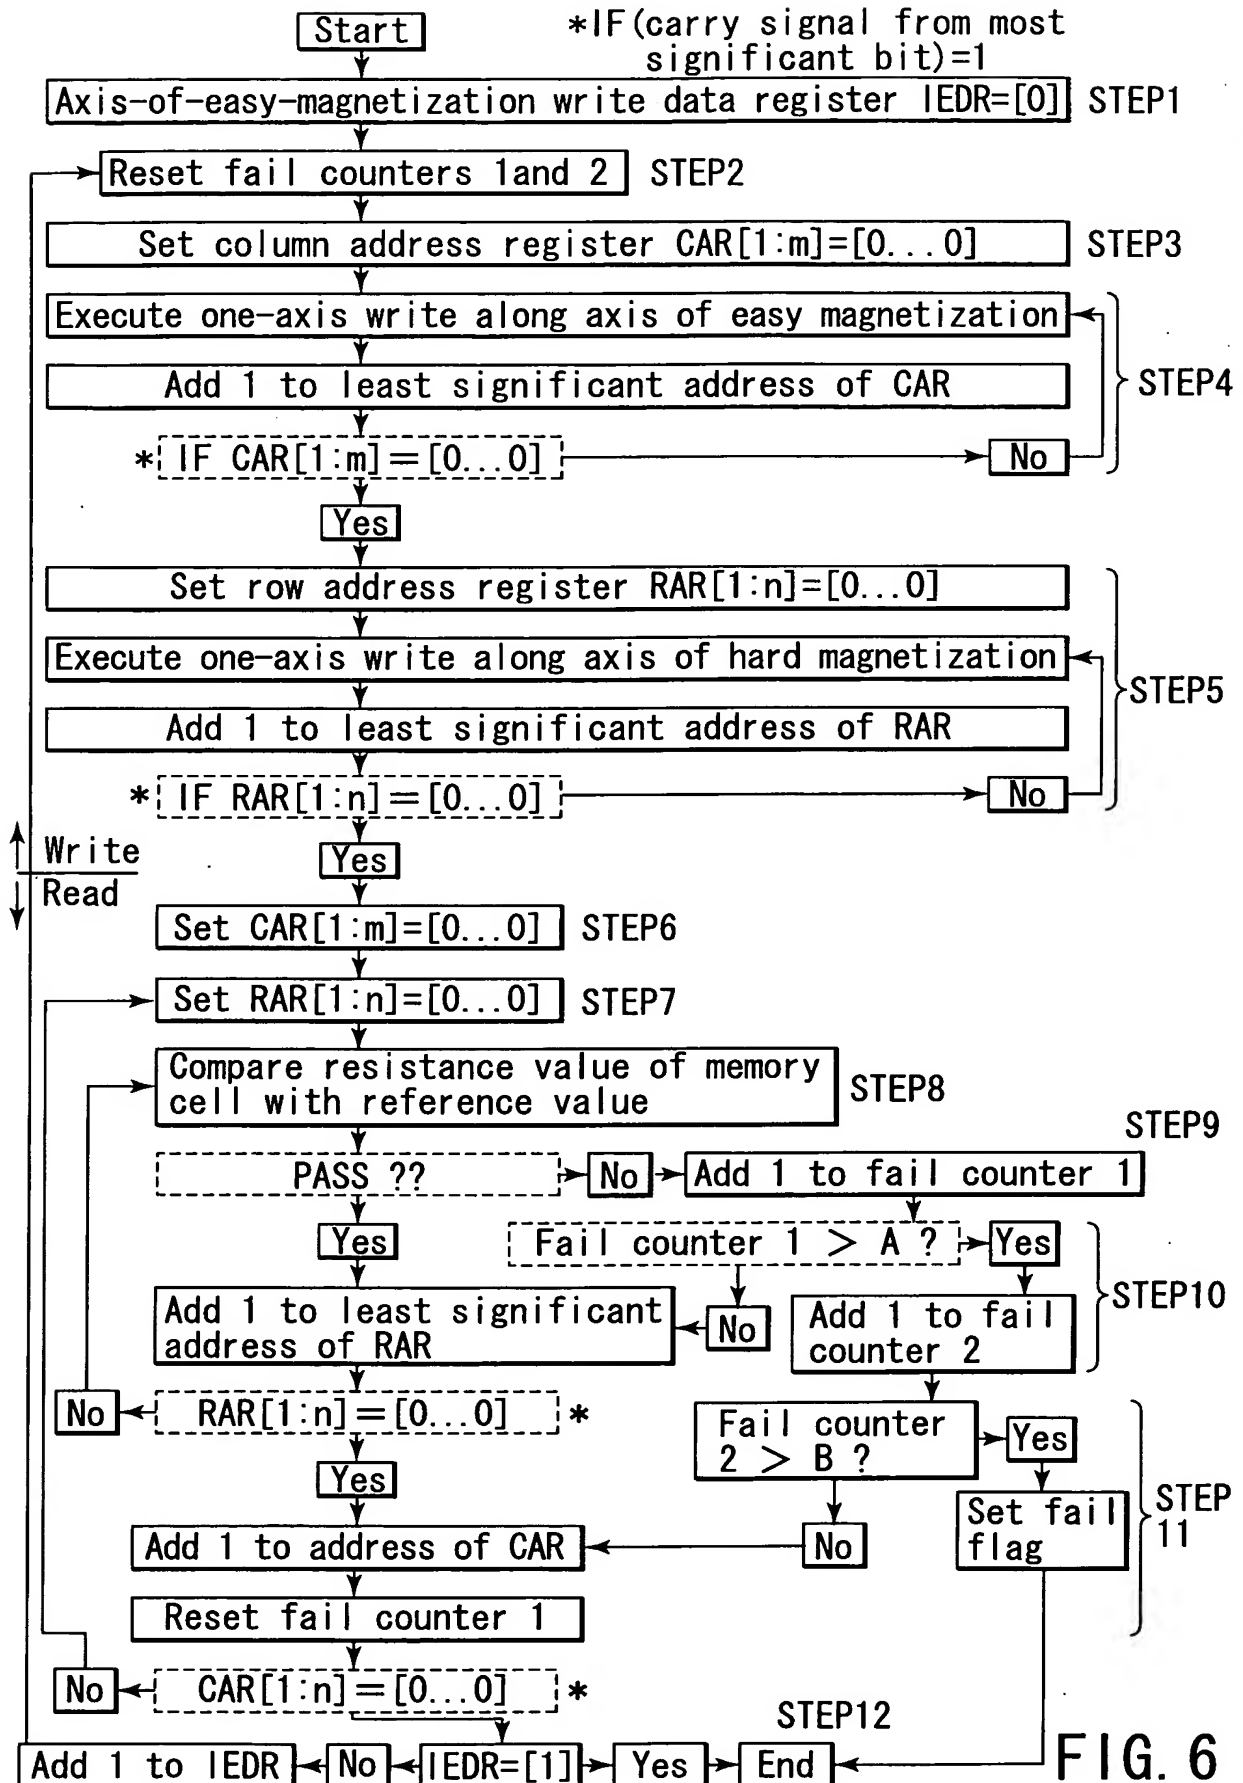 Start
*IF(carry signal from most
significant bit)=1
Axis-of-easy-magnetization write data register IEDR=[0]
STEP1
Reset fail counters 1and 2
STEP2
Set column address register CAR[1:m]=[0...0]
STEP3
Execute one-axis write along axis of easy magnetization
Add 1 to least significant address of CAR
STEP4
*IF CAR[1:m]=[0...0]
No
Yes
Set row address register RAR[1:n]=[0...0]
Execute one-axis write along axis of hard magnetization
STEP5
Add 1 to least significant address of RAR
*IF RAR[1:n]=[0...0]
No
Write
Yes
Read
Set CAR[1:m]=[0...0]
STEP6
Set RAR[1:n]=[0...0]
STEP7
Compare resistance value of memory
cell with reference value
STEP8
STEP9
PASS ??
No
Add 1 to fail counter 1
Yes
Fail counter 1 > A ?
Yes
STEP10
Add 1 to least significant
address of RAR
No
Add 1 to fail
counter 2
No
RAR[1:n]=[0...0]
*
Fail counter
2 > B ?
Yes
Yes
Set fail
flag
STEP
11
Add 1 to address of CAR
No
Reset fail counter 1
No
CAR[1:n]=[0...0]
*
STEP12
Add 1 to IEDR
No
IEDR=[1]
Yes
End
FIG. 6